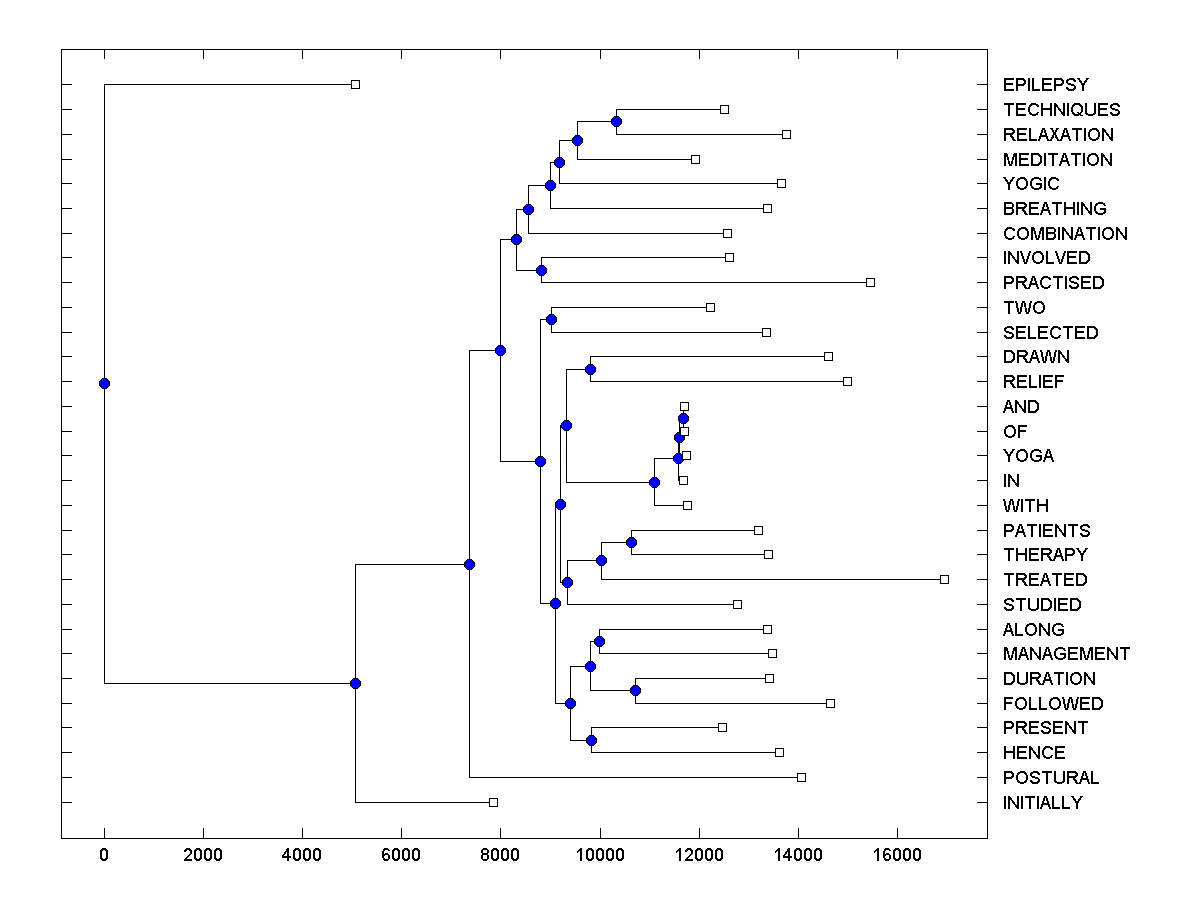 EPILEPSY
TECHNIQUES
RELAXATION
MEDITATION
YOGIC
BREATHING
COMBINATION
INVOLVED
PRACTISED
TWO
SELECTED
DRAWN
RELIEF
AND
OF
YOGA
IN
WITH
PATIENTS
THERAPY
TREATED
STUDIED
ALONG
MANAGEMENT
DURATION
FOLLOWED
PRESENT
HENCE
POSTURAL
INITIALLY
0 2000 4000 6000 8000 10000 12000 14000 16000